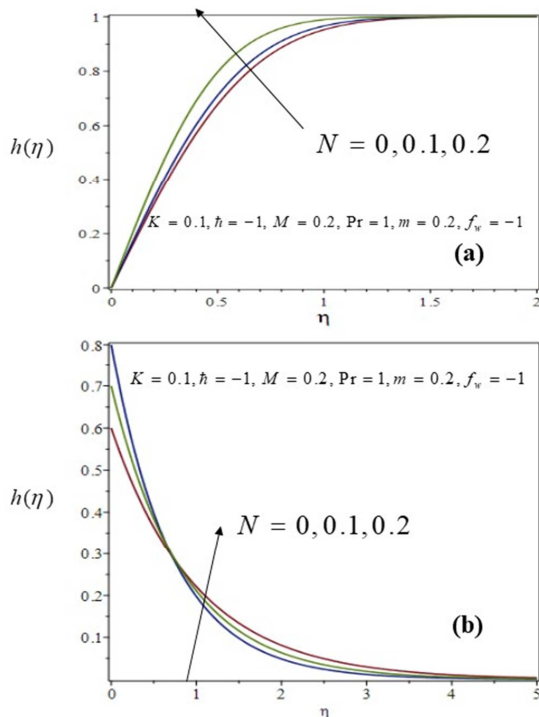 1
0.8
h(η)
0.6
N = 0, 0.1, 0.2
0.4
K = 0.1, ħ = −1, M = 0.2, Pr = 1, m = 0.2, f_w = −1
0.2
(a)
0
0 0.5 1 1.5 2
η
0.8
K = 0.1, ħ = −1, M = 0.2, Pr = 1, m = 0.2, f_w = −1
0.7
0.6
0.5
h(η)
0.4
N = 0, 0.1, 0.2
0.3
0.2
(b)
0.1
0 1 2 3 4 5
η